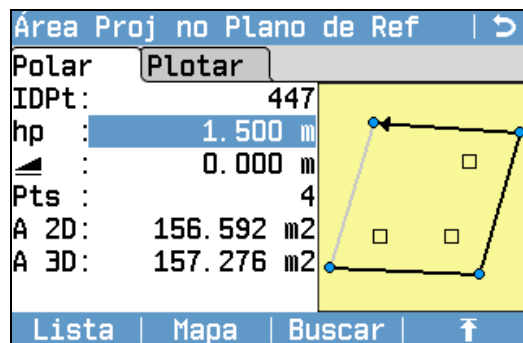 Área Proj no Plano de Ref
Polar Plotar
IDPt: 447
hp : 1.500 m
: 0.000 m
Pts : 4
A 2D: 156.592 m2
A 3D: 157.276 m2
Lista | Mapa | Buscar |